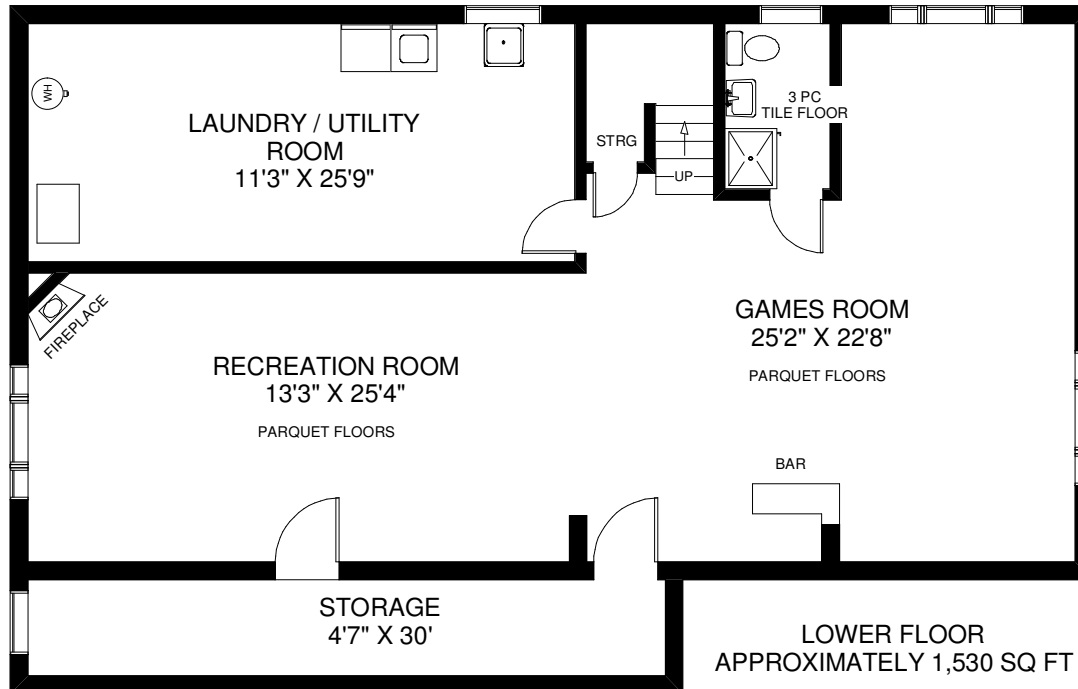 LAUNDRY / UTILITY
ROOM
11'3" X 25'9"
WH
STRG
UP
3 PC
TILE FLOOR
FIREPLACE
RECREATION ROOM
13'3" X 25'4"
PARQUET FLOORS
GAMES ROOM
25'2" X 22'8"
PARQUET FLOORS
BAR
STORAGE
4'7" X 30'
LOWER FLOOR
APPROXIMATELY 1,530 SQ FT